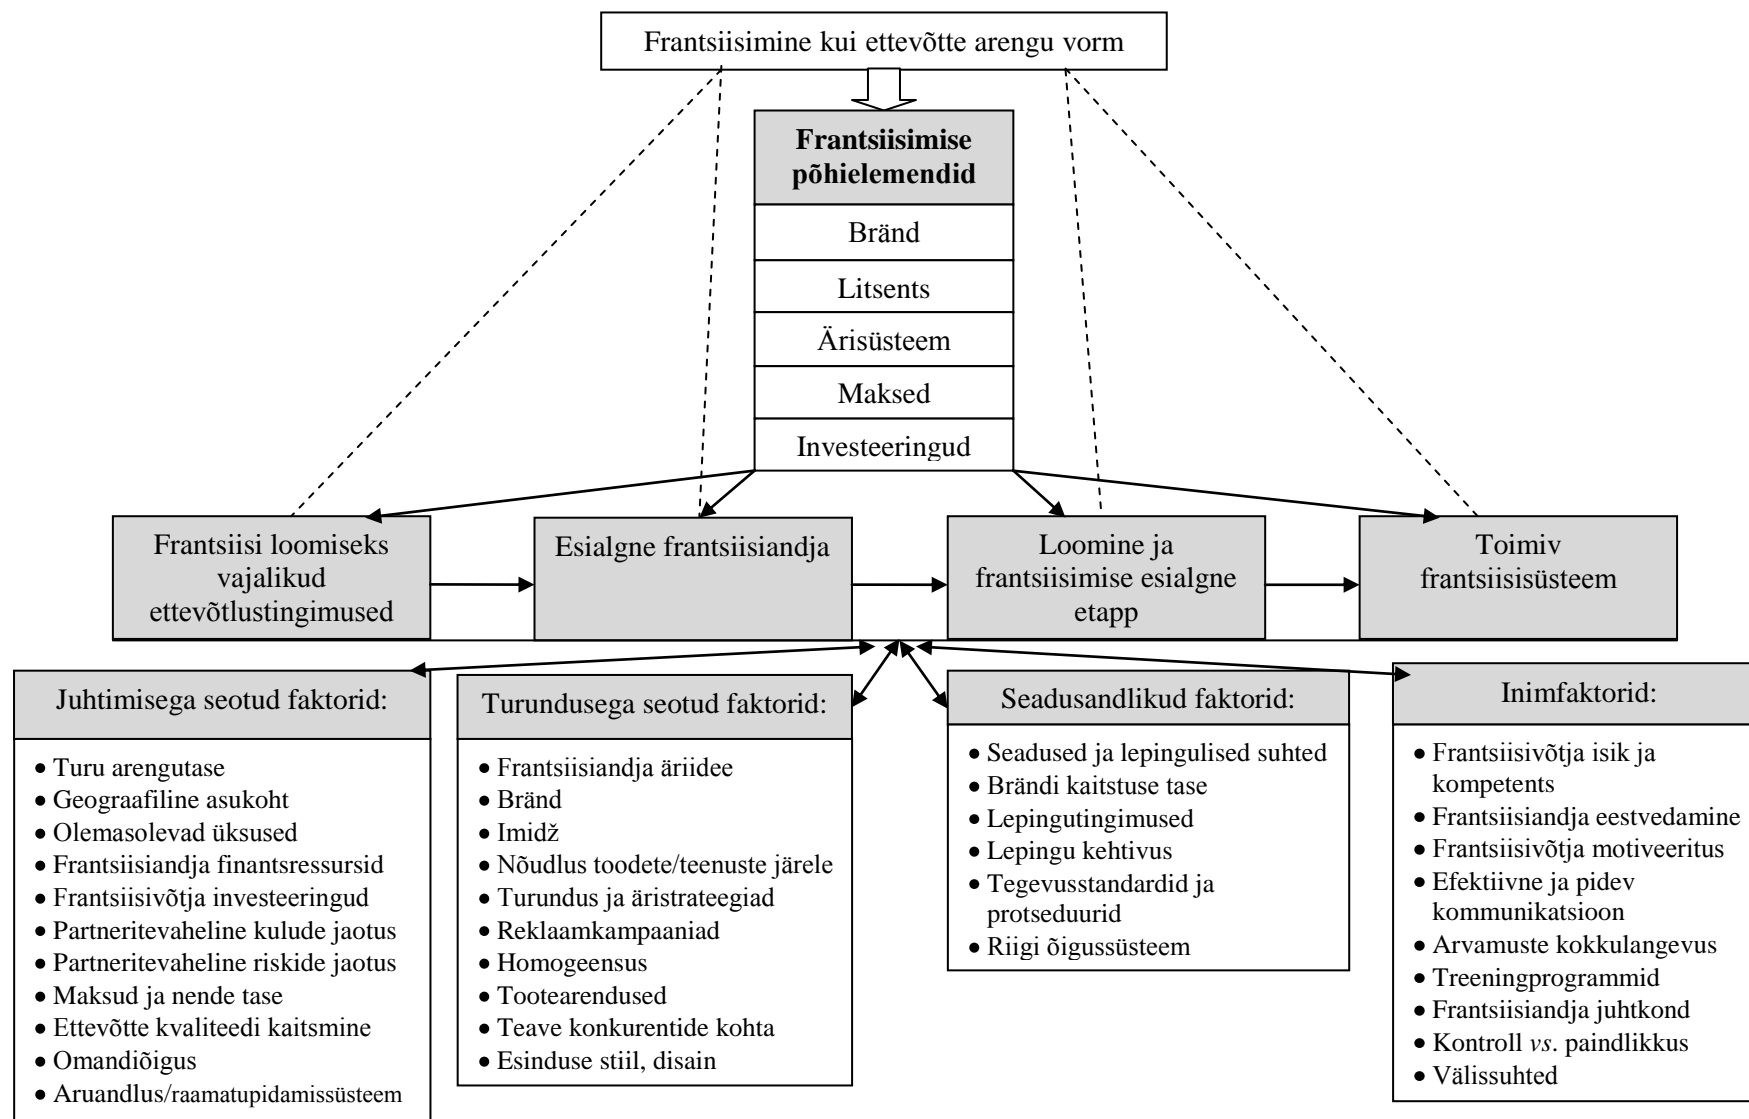 Frantsiisimine kui ettevõtte arengu vorm
Frantsiisimise
põhielemendid
Bränd
Litsents
Ärisüsteem
Maksed
Investeeringud
Frantsiisi loomiseks
vajalikud
ettevõtlustingimused
Esialgne frantsiisiandja
Loomine ja
frantsiisimise esialgne
etapp
Toimiv
frantsiisisüsteem
Juhtimisega seotud faktorid:
• Turu arengutase
• Geograafiline asukoht
• Olemasolevad üksused
• Frantsiisiandja finantsressursid
• Frantsiisivõtja investeeringud
• Partneritevaheline kulude jaotus
• Partneritevaheline riskide jaotus
• Maksud ja nende tase
• Ettevõtte kvaliteedi kaitsmine
• Omandiõigus
• Aruandlus/raamatupidamissüsteem
Turundusega seotud faktorid:
• Frantsiisiandja äriidee
• Bränd
• Imidž
• Nõudlus toodete/teenuste järele
• Turundus ja äristrateegiad
• Reklaamkampaaniad
• Homogeensus
• Tootearendused
• Teave konkurentide kohta
• Esinduse stiil, disain
Seadusandlikud faktorid:
• Seadused ja lepingulised suhted
• Brändi kaitstuse tase
• Lepingutingimused
• Lepingu kehtivus
• Tegevusstandardid ja
protseduurid
• Riigi õigussüsteem
Inimfaktorid:
• Frantsiisivõtja isik ja
kompetents
• Frantsiisiandja eestvedamine
• Frantsiisivõtja motiveeritus
• Efektiivne ja pidev
kommunikatsioon
• Arvamuste kokkulangevus
• Treeningprogrammid
• Frantsiisiandja juhtkond
• Kontroll vs. paindlikkus
• Välissuhted